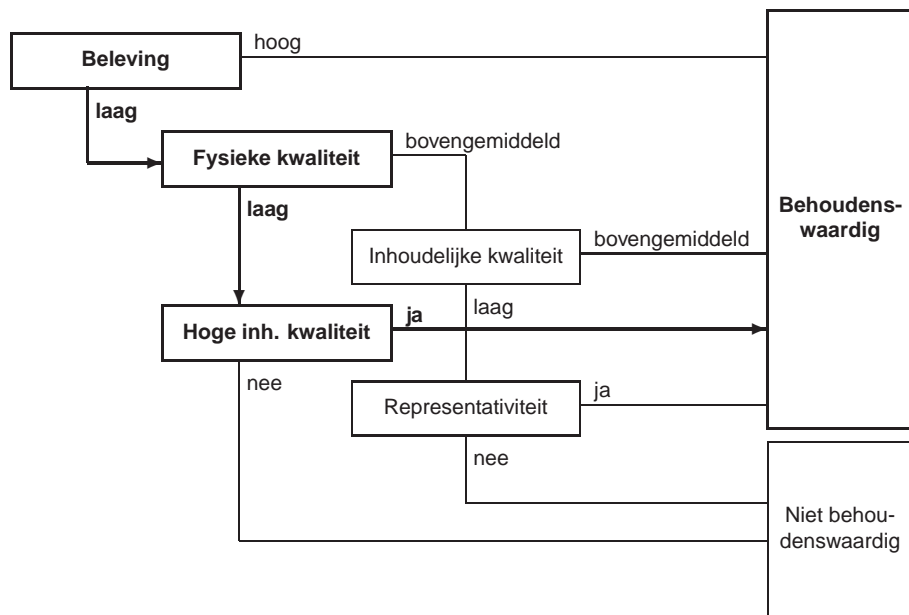 hoog
Beleving
laag
bovengemiddeld
Fysieke kwaliteit
laag
Behoudens-
waardig
bovengemiddeld
Inhoudelijke kwaliteit
laag
ja
Hoge inh. kwaliteit
nee
ja
Representativiteit
nee
Niet behou-
denswaardig